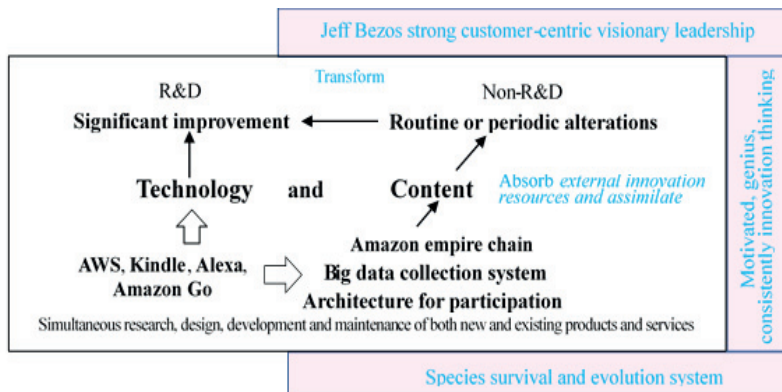 Jeff Bezos strong customer-centric visionary leadership
R&D
Transform
Non-R&D
Significant improvement
Routine or periodic alterations
Technology and Content
Absorb external innovation
resources and assimilate
AWS, Kindle, Alexa,
Amazon Go
Amazon empire chain
Big data collection system
Architecture for participation
Simultaneous research, design, development and maintenance of both new and existing products and services
Motivated, genius,
consistently innovation thinking
Species survival and evolution system